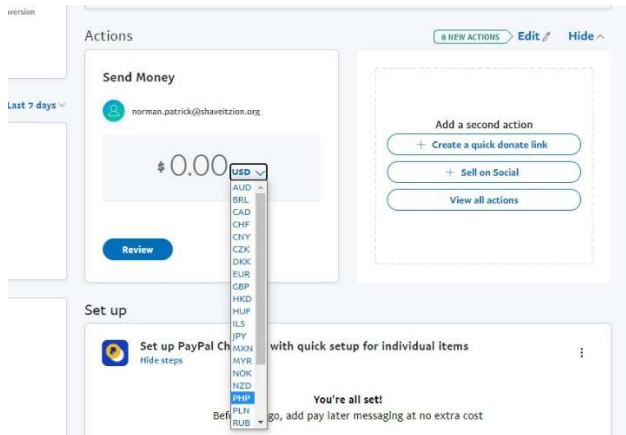 version
Last 7 days
Actions
8 NEW ACTIONS Edit Hide
Send Money
norman.patrick@shaveitzion.org
$ 0.00 USD
AUD
BRL
CAD
CHF
CNY
CZK
DKK
EUR
GBP
HKD
HUF
ILS
JPY
MXN
MYR
NOK
NZD
PHP
PLN
RUB
Review
Add a second action
+ Create a quick donate link
+ Sell on Social
View all actions
Set up
Set up PayPal Ch with quick setup for individual items
Hide steps
You're all set!
Bef go, add pay later messaging at no extra cost